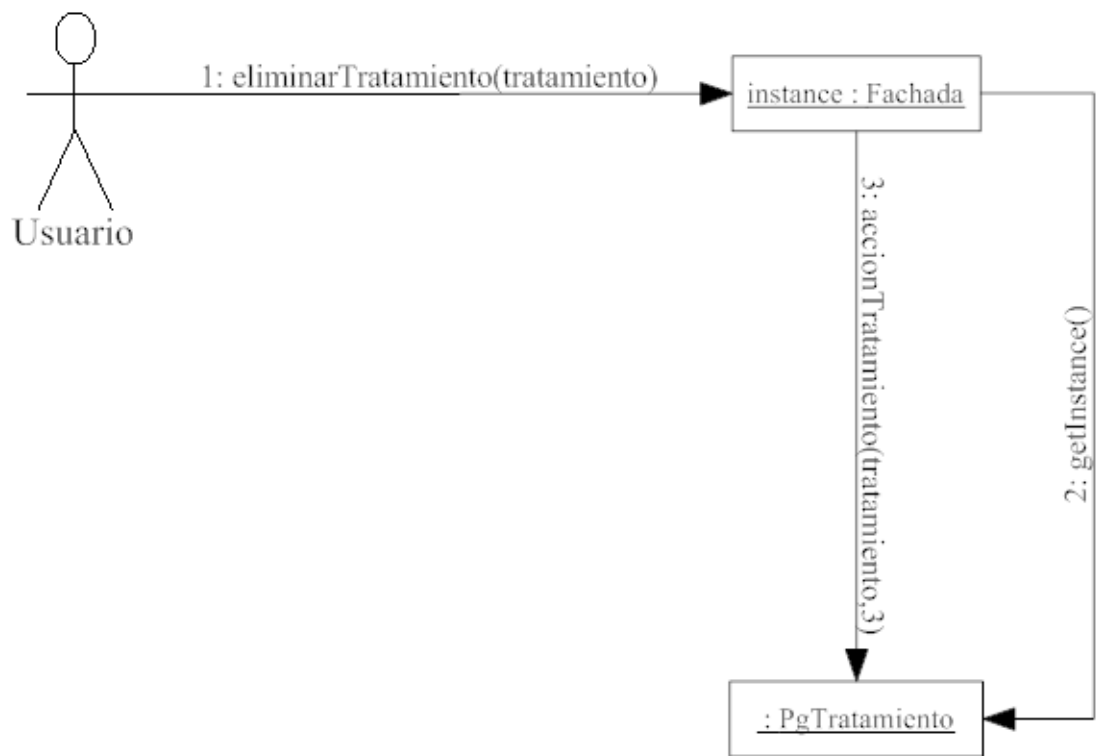 1: eliminarTratamiento(tratamiento)
instance : Fachada
Usuario
3: accionTratamiento(tratamiento,3)
2: getInstance()
: PgTratamiento